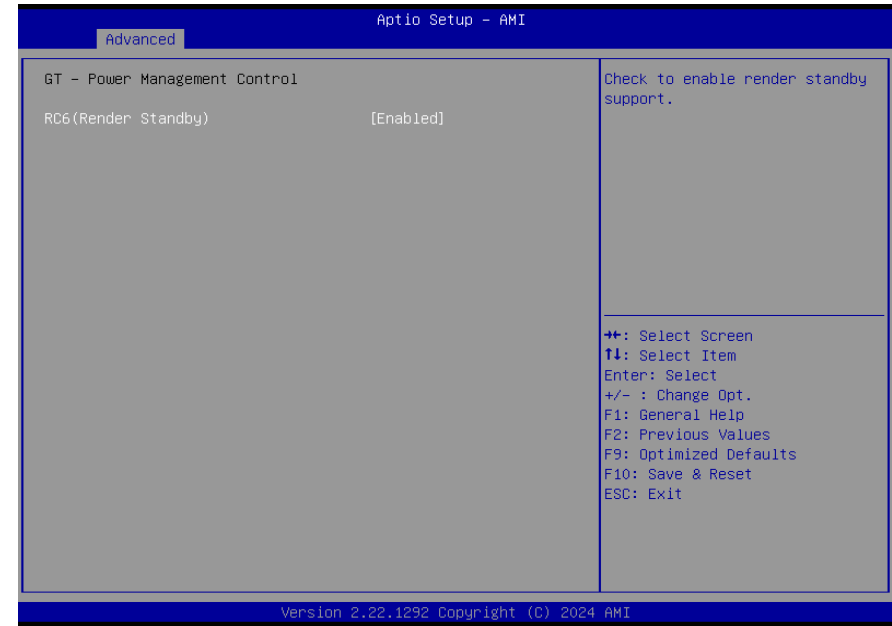 Aptio Setup – AMI
Advanced
GT – Power Management Control
RC6(Render Standby) [Enabled]
Check to enable render standby
support.
→←: Select Screen
↑↓: Select Item
Enter: Select
+/– : Change Opt.
F1: General Help
F2: Previous Values
F9: Optimized Defaults
F10: Save & Reset
ESC: Exit
Version 2.22.1292 Copyright (C) 2024 AMI